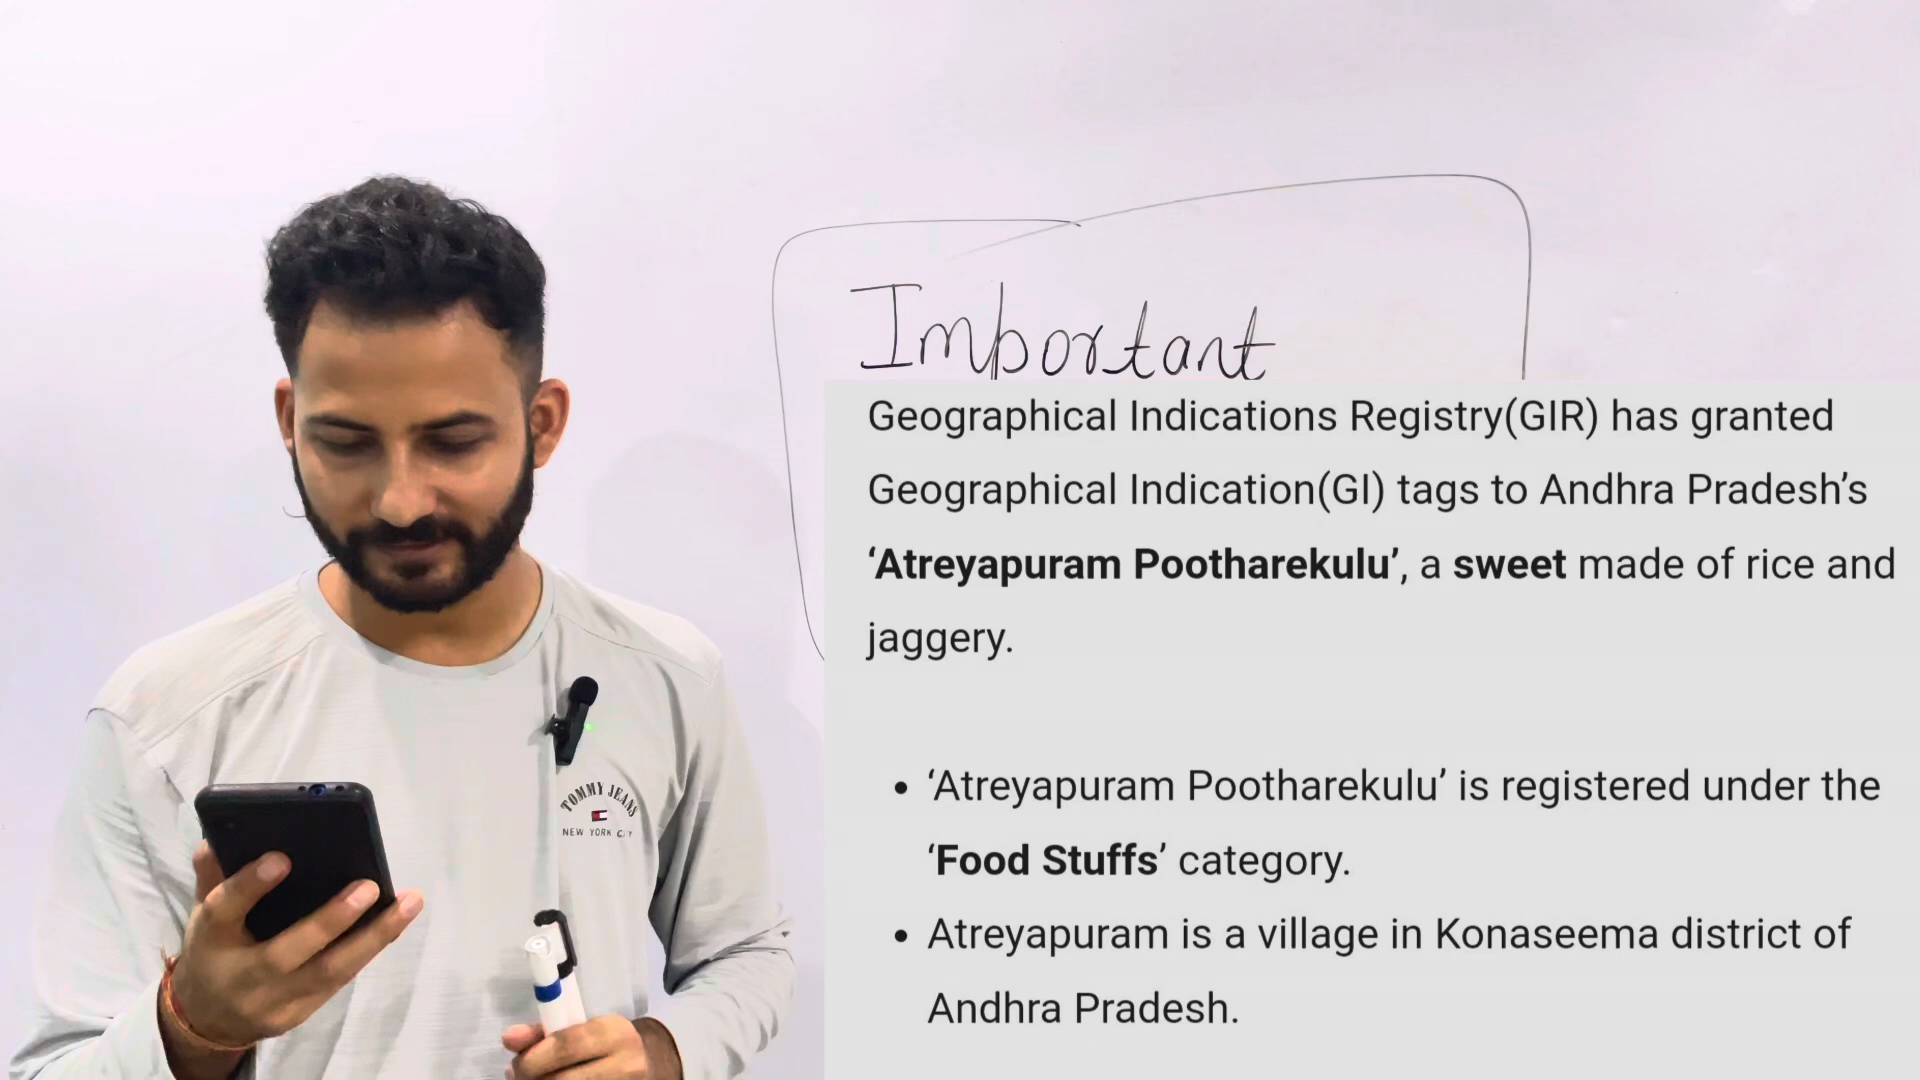 Important
Geographical Indications Registry(GIR) has granted
Geographical Indication(GI) tags to Andhra Pradesh’s
‘Atreyapuram Pootharekulu’, a sweet made of rice and
jaggery.
• ‘Atreyapuram Pootharekulu’ is registered under the
‘Food Stuffs’ category.
• Atreyapuram is a village in Konaseema district of
Andhra Pradesh.
TOMMY JEANS
NEW YORK CITY